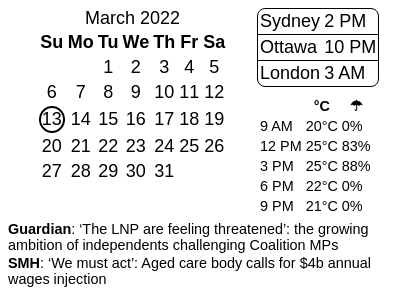 March 2022
Su Mo Tu We Th Fr Sa
1 2 3 4 5
6 7 8 9 10 11 12
13 14 15 16 17 18 19
20 21 22 23 24 25 26
27 28 29 30 31
Sydney 2 PM
Ottawa 10 PM
London 3 AM
°C ☂
9 AM 20°C 0%
12 PM 25°C 83%
3 PM 25°C 88%
6 PM 22°C 0%
9 PM 21°C 0%
Guardian: ‘The LNP are feeling threatened’: the growing
ambition of independents challenging Coalition MPs
SMH: ‘We must act’: Aged care body calls for $4b annual
wages injection